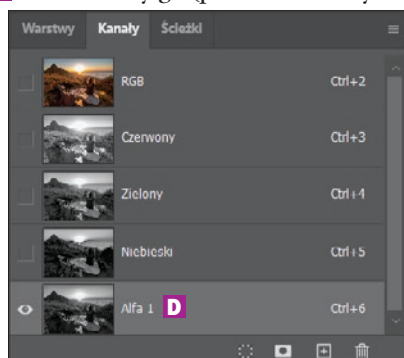 Warstwy Kanały Ścieżki
RGB Ctrl+2
Czerwony Ctrl+3
Zielony Ctrl+4
Niebieski Ctrl+5
Alfa 1 D Ctrl+6